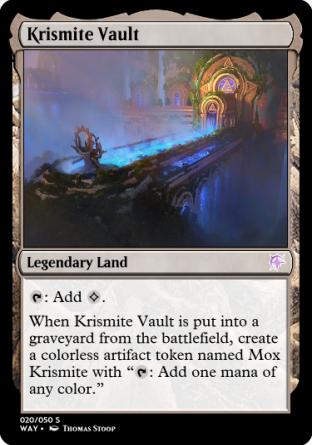 Krismite Vault
Legendary Land
: Add .
When Krismite Vault is put into a
graveyard from the battlefield, create
a colorless artifact token named Mox
Krismite with “: Add one mana of
any color.”
020/050 S
WAY • Thomas Stoop